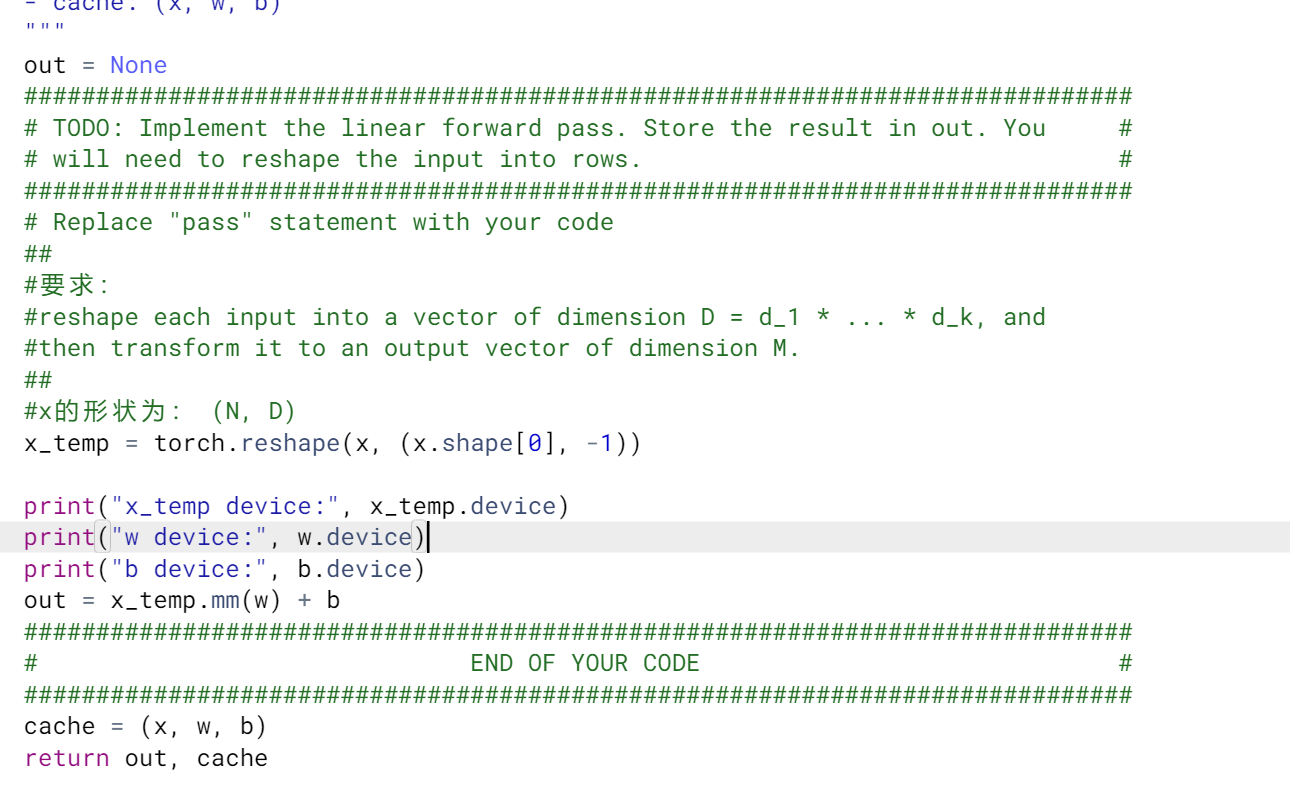 - cache: (x, w, b)
"""
out = None
#############################################################################
# TODO: Implement the linear forward pass. Store the result in out. You     #
# will need to reshape the input into rows.                                 #
#############################################################################
# Replace "pass" statement with your code
##
#要求：
#reshape each input into a vector of dimension D = d_1 * ... * d_k, and
#then transform it to an output vector of dimension M.
##
#x的形状为： (N, D)
x_temp = torch.reshape(x, (x.shape[0], -1))
print("x_temp device:", x_temp.device)
print("w device:", w.device)
print("b device:", b.device)
out = x_temp.mm(w) + b
#############################################################################
#                              END OF YOUR CODE                             #
#############################################################################
cache = (x, w, b)
return out, cache